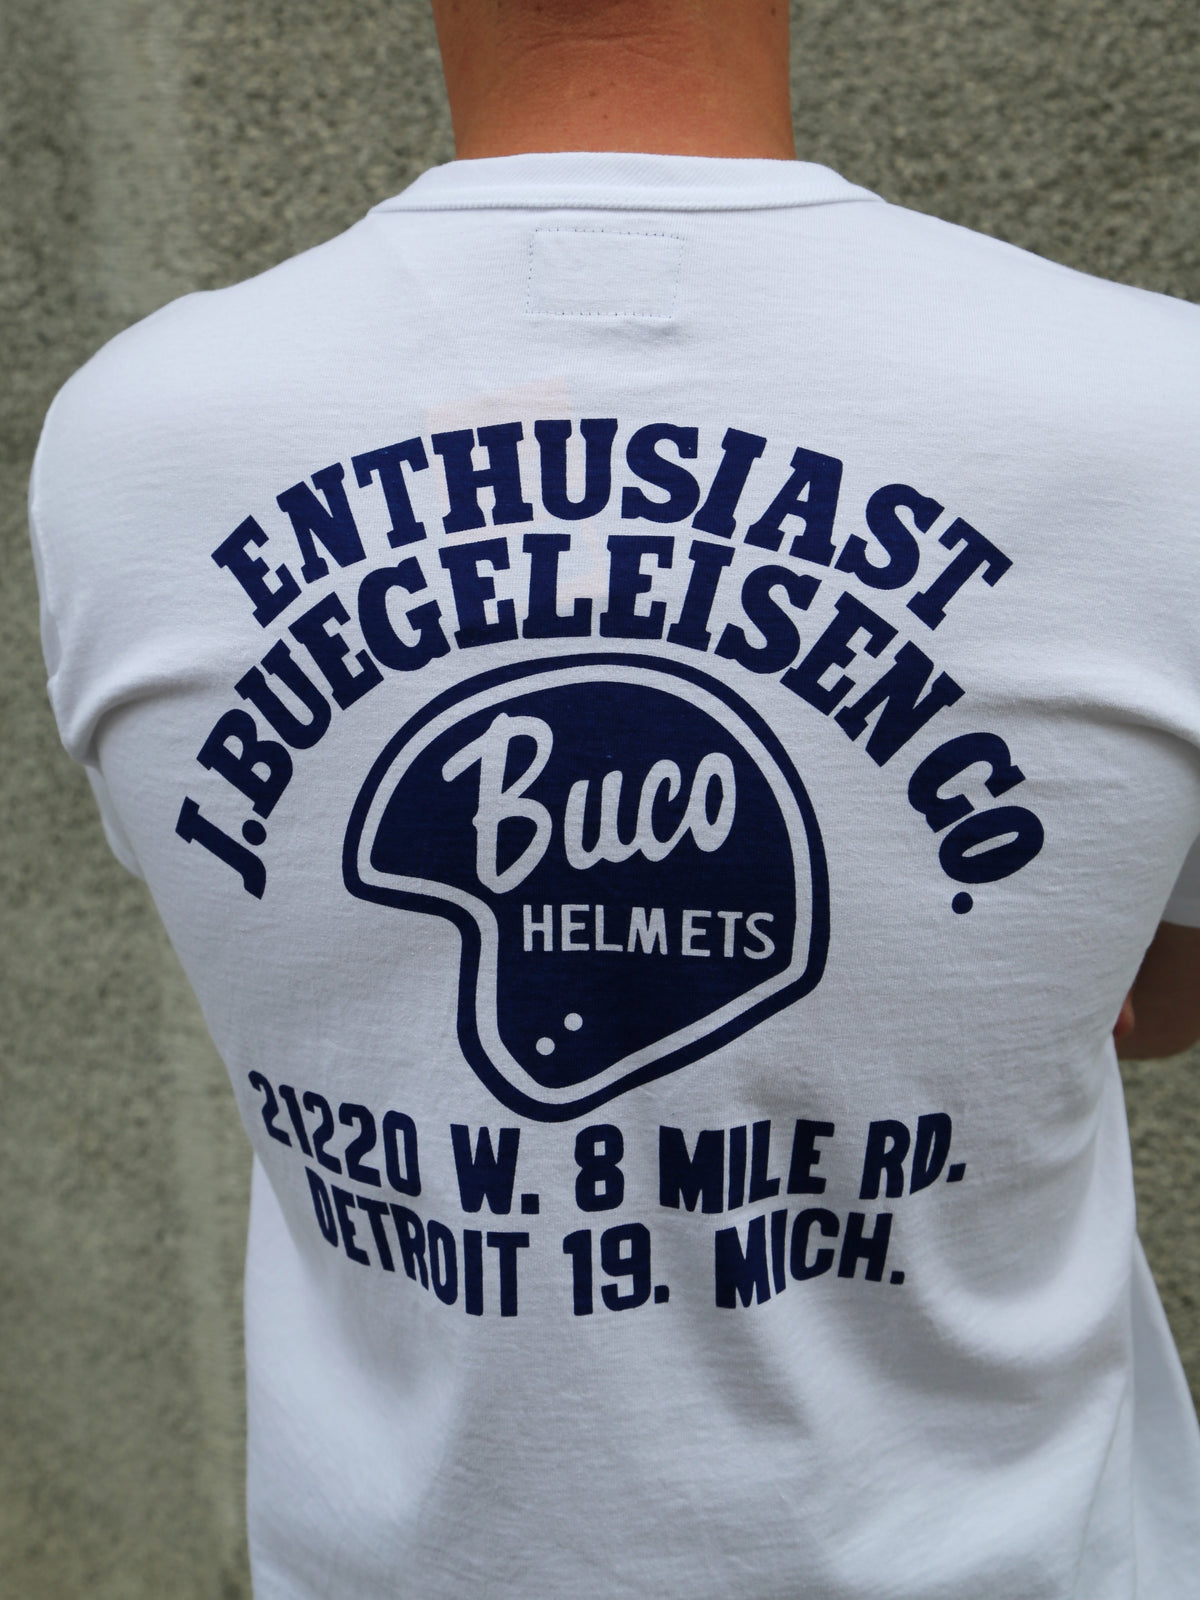 ENTHUSIAST
J.BUEGELEISEN CO.
Buco
HELMETS
21220 W. 8 MILE RD.
DETROIT 19. MICH.